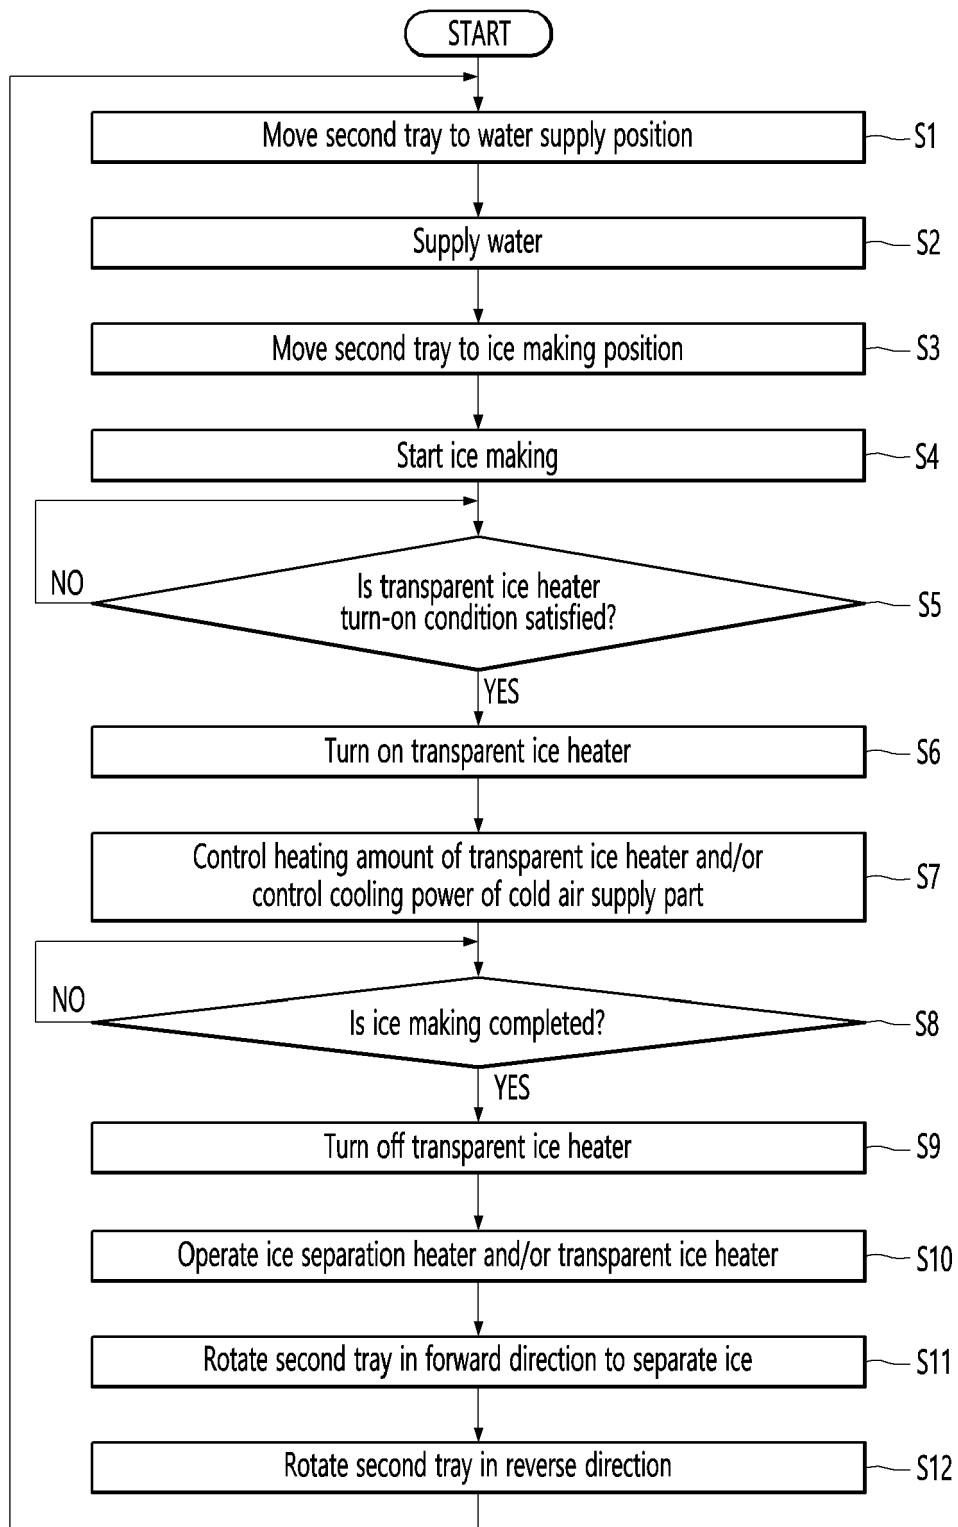 START
Move second tray to water supply position
S1
Supply water
S2
Move second tray to ice making position
S3
Start ice making
S4
NO
Is transparent ice heater
turn-on condition satisfied?
S5
YES
Turn on transparent ice heater
S6
Control heating amount of transparent ice heater and/or
control cooling power of cold air supply part
S7
NO
Is ice making completed?
S8
YES
Turn off transparent ice heater
S9
Operate ice separation heater and/or transparent ice heater
S10
Rotate second tray in forward direction to separate ice
S11
Rotate second tray in reverse direction
S12